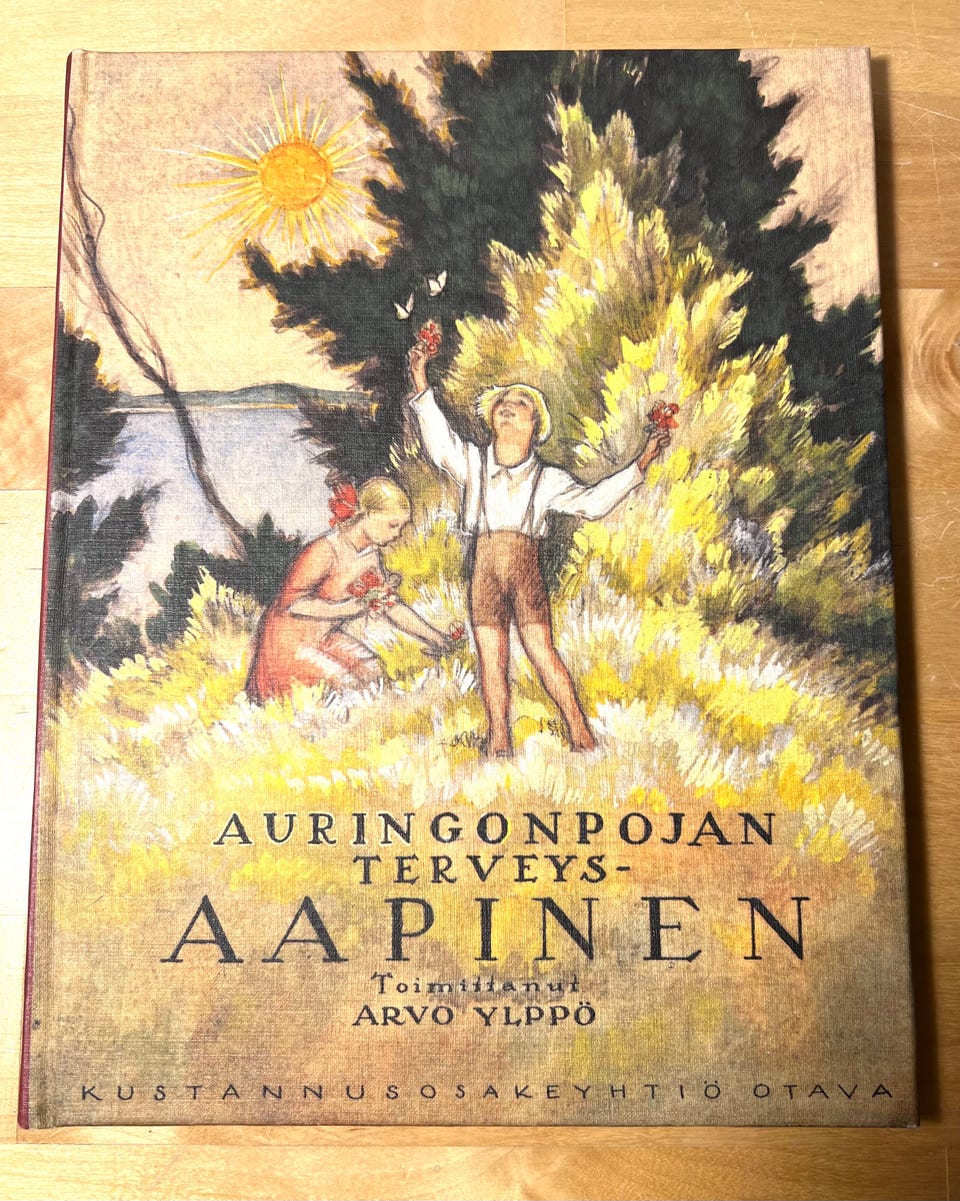 AURINGONPOJAN
TERVEYS-
AAPINEN
Toimittanut
ARVO YLPPÖ
KUSTANNUSOSAKEYHTIÖ OTAVA